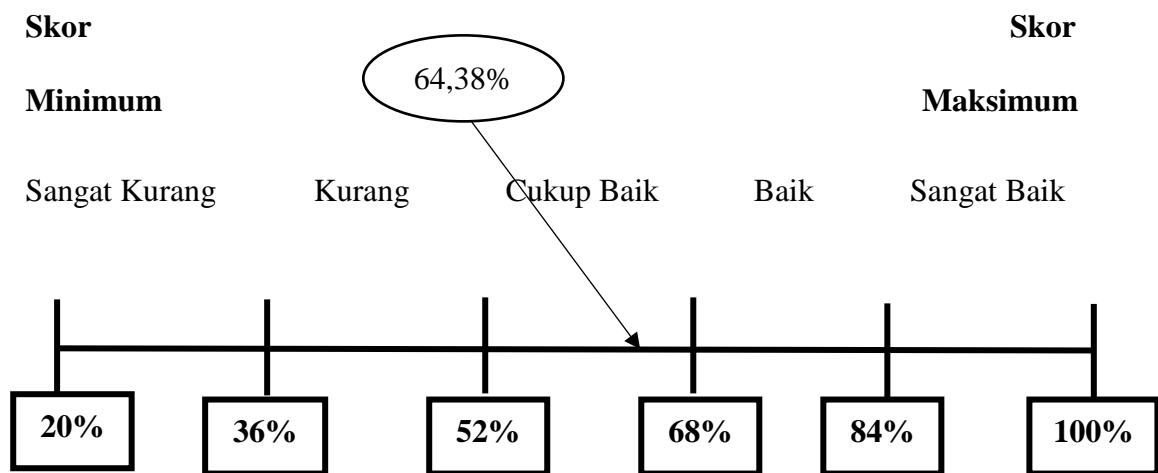 Skor Skor
64,38%
Minimum Maksimum
Sangat Kurang Kurang Cukup Baik Baik Sangat Baik
20% 36% 52% 68% 84% 100%